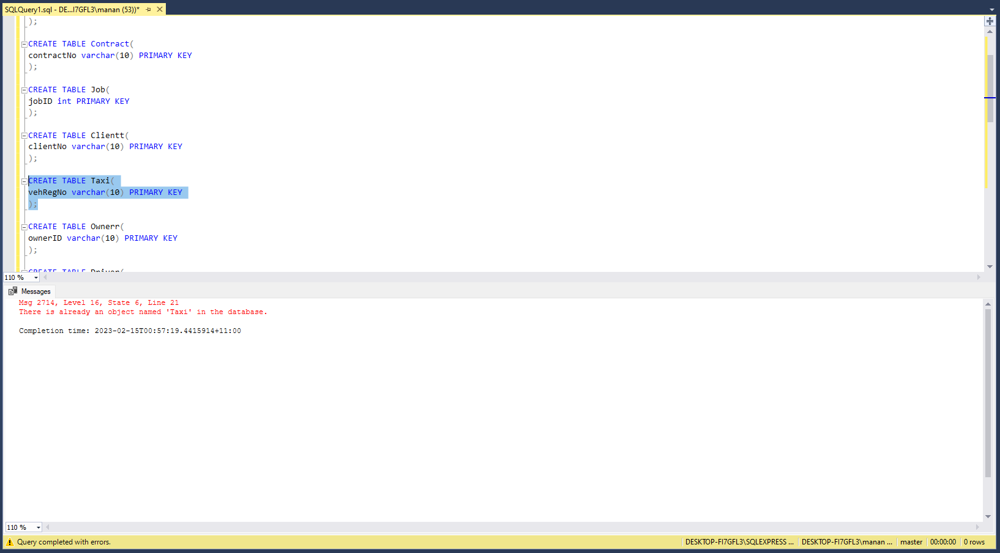 SQLQuery1.sql - DE...I7GFL3\manan (53))*
);
CREATE TABLE Contract(
contractNo varchar(10) PRIMARY KEY
);
CREATE TABLE Job(
jobID int PRIMARY KEY
);
CREATE TABLE Clientt(
clientNo varchar(10) PRIMARY KEY
);
CREATE TABLE Taxi(
vehRegNo varchar(10) PRIMARY KEY
);
CREATE TABLE Ownerr(
ownerID varchar(10) PRIMARY KEY
);
CREATE TABLE Driver(
110 %
Messages
Msg 2714, Level 16, State 6, Line 21
There is already an object named 'Taxi' in the database.
Completion time: 2023-02-15T00:57:19.4415914+11:00
110 %
Query completed with errors.
DESKTOP-FI7GFL3\SQLEXPRESS ...
DESKTOP-FI7GFL3\manan ...
master
00:00:00
0 rows